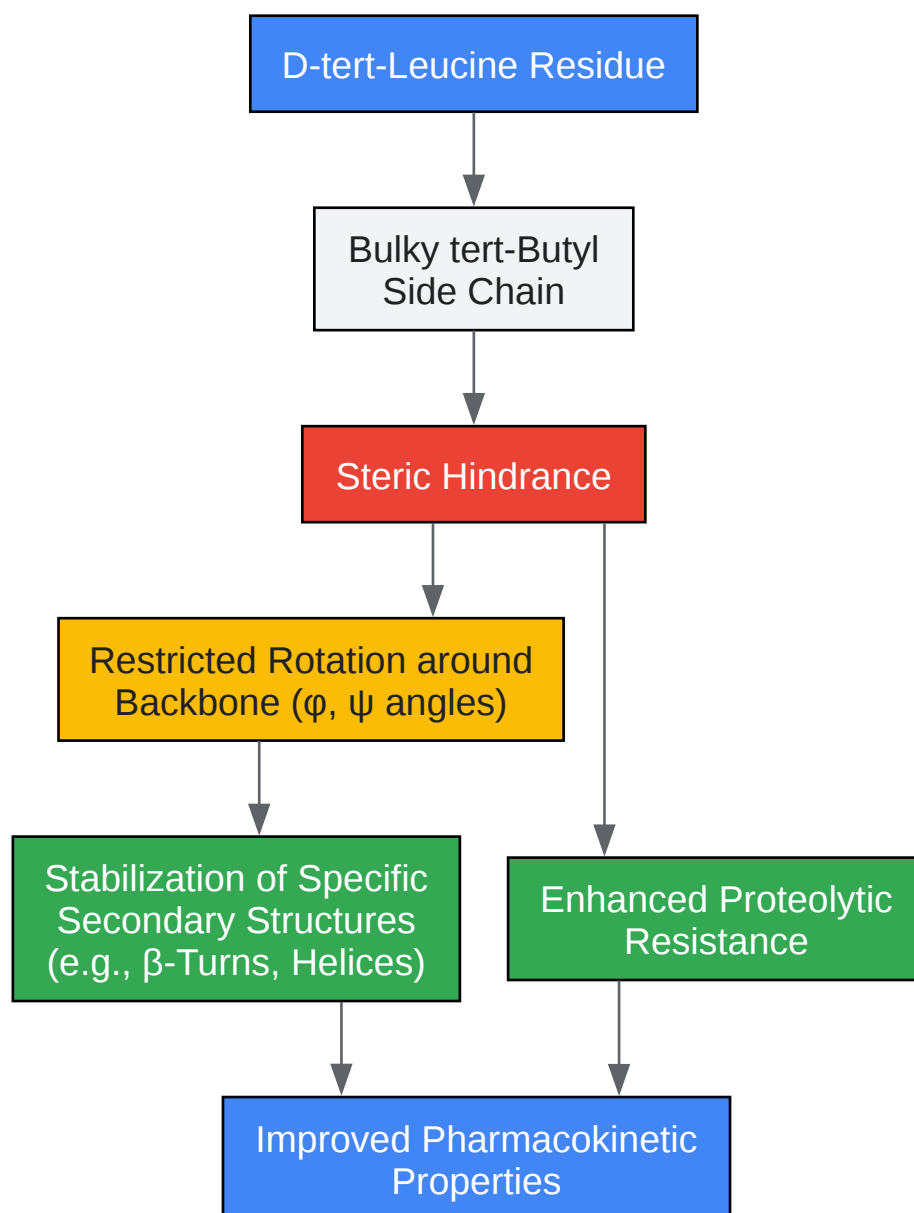 D-tert-Leucine Residue
Bulky tert-Butyl
Side Chain
Steric Hindrance
Restricted Rotation around
Backbone (φ, ψ angles)
Stabilization of Specific
Secondary Structures
(e.g., β-Turns, Helices)
Enhanced Proteolytic
Resistance
Improved Pharmacokinetic
Properties